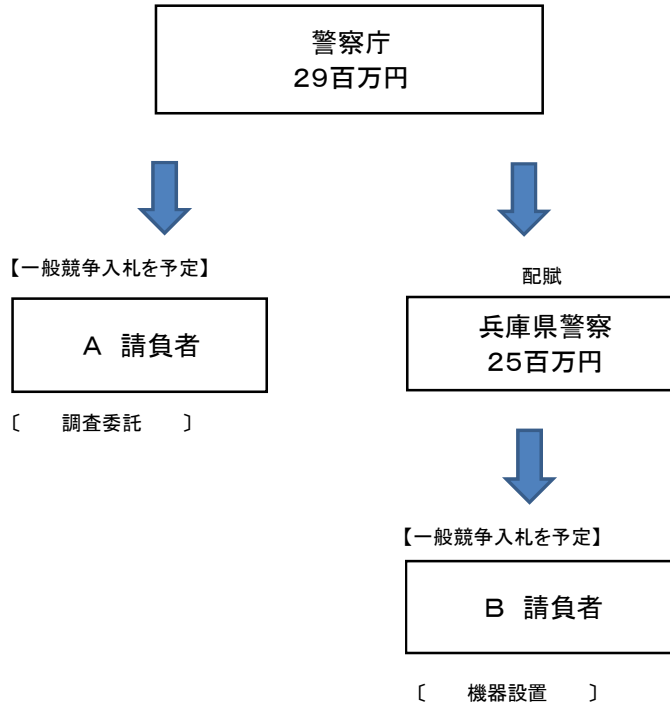 警察庁
29百万円
【一般競争入札を予定】
A 請負者
〔 調査委託 〕
配賦
兵庫県警察
25百万円
【一般競争入札を予定】
B 請負者
〔 機器設置 〕